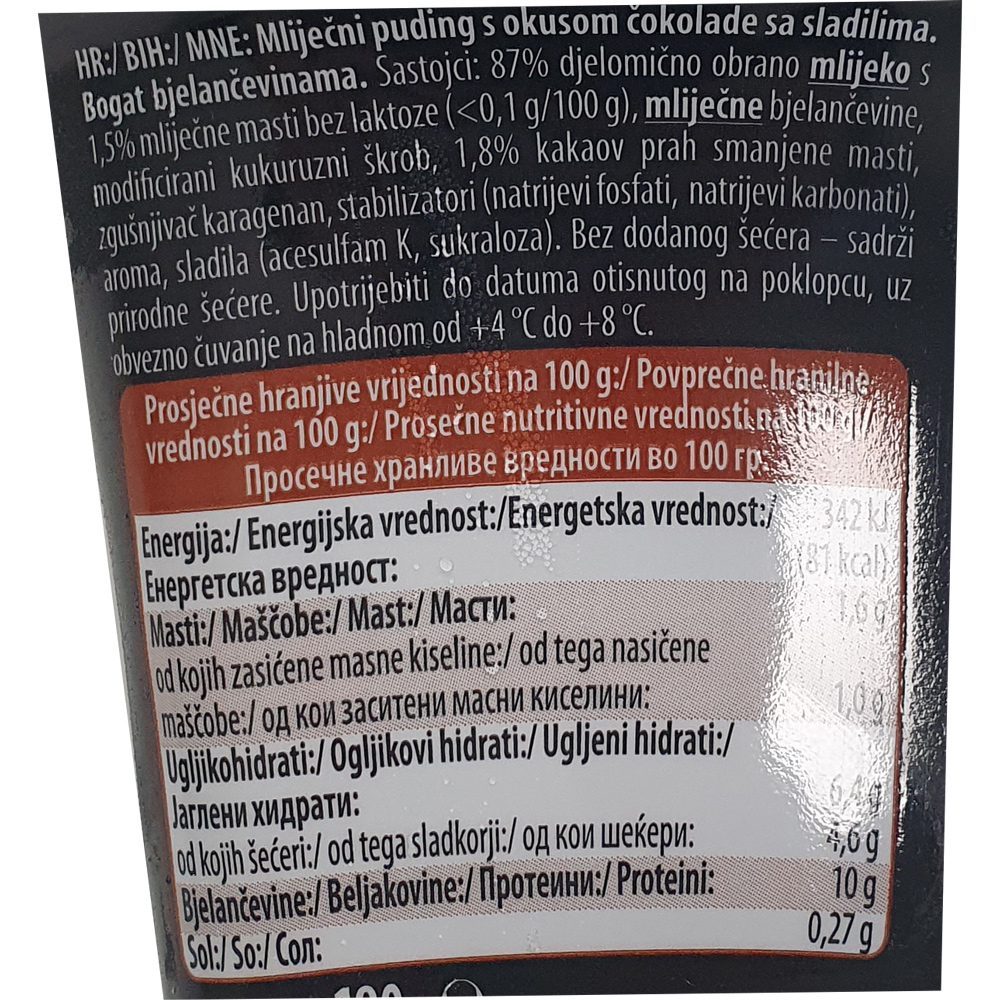 HR:/ BIH:/ MNE: Mliječni puding s okusom čokolade sa sladilima.
Bogat bjelančevinama. Sastojci: 87% djelomično obrano mlijeko s
1,5% mliječne masti bez laktoze (<0,1 g/100 g), mliječne bjelančevine,
modificirani kukuruzni škrob, 1,8% kakaov prah smanjene masti,
zgušnjivač karagenan, stabilizatori (natrijevi fosfati, natrijevi karbonati),
aroma, sladila (acesulfam K, sukraloza). Bez dodanog šećera – sadrži
prirodne šećere. Upotrijebiti do datuma otisnutog na poklopcu, uz
obvezno čuvanje na hladnom od +4 °C do +8 °C.
Prosječne hranjive vrijednosti na 100 g:/ Povprečne hranilne
vrednosti na 100 g:/ Prosečne nutritivne vrednosti na 100 g:/
Просечне хранливе вредности во 100 гр:
Energija:/ Energijska vrednost:/Energetska vrednost:/ 342 kJ
Енергетска вредност: (81 kcal)
Masti:/ Maščobe:/ Mast:/ Масти: 1,6 g
od kojih zasićene masne kiseline:/ od tega nasičene
maščobe:/ од кои заситени масни киселини: 1,0 g
Ugljikohidrati:/ Ogljikovi hidrati:/ Ugljeni hidrati:/
Јаглени хидрати: 6,4 g
od kojih šećeri:/ od tega sladkorji:/ од кои шеќери: 4,6 g
Bjelančevine:/ Beljakovine:/ Протеини:/ Proteini: 10 g
Sol:/ So:/ Сол: 0,27 g